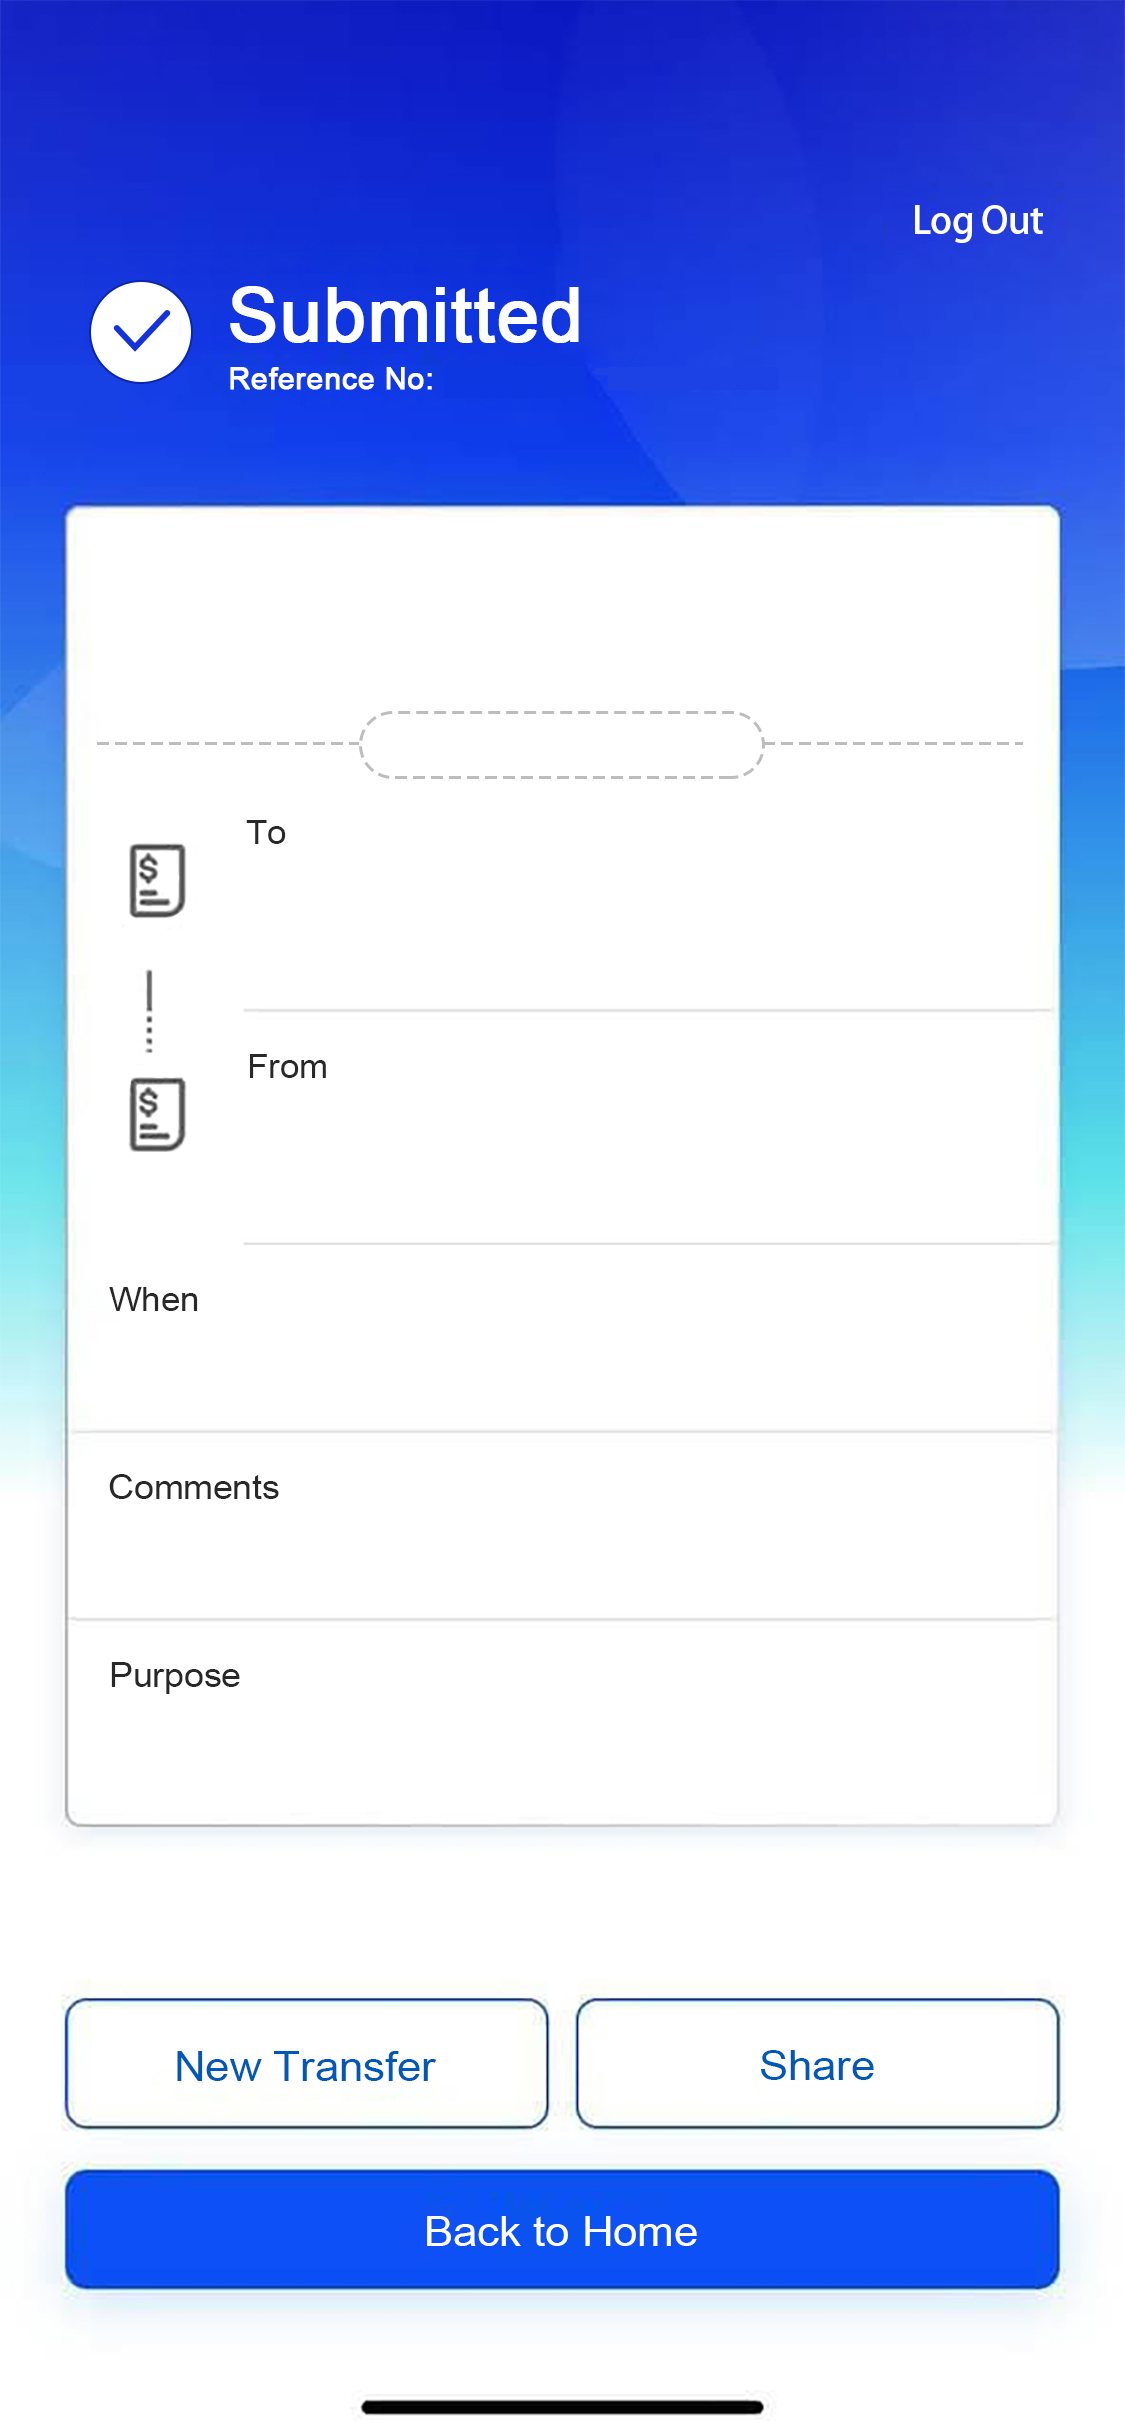 Log Out
Submitted
Reference No:
To
$
From
$
When
Comments
Purpose
New Transfer
Share
Back to Home